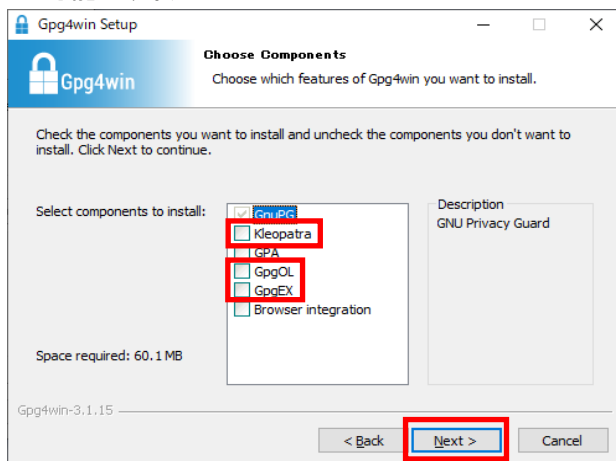 Gpg4win Setup
Gpg4win
Choose Components
Choose which features of Gpg4win you want to install.
Check the components you want to install and uncheck the components you don't want to
install. Click Next to continue.
Select components to install:
GnuPG
Kleopatra
GPA
GpgOL
GpgEX
Browser integration
Description
GNU Privacy Guard
Space required: 60.1 MB
Gpg4win-3.1.15
< Back
Next >
Cancel